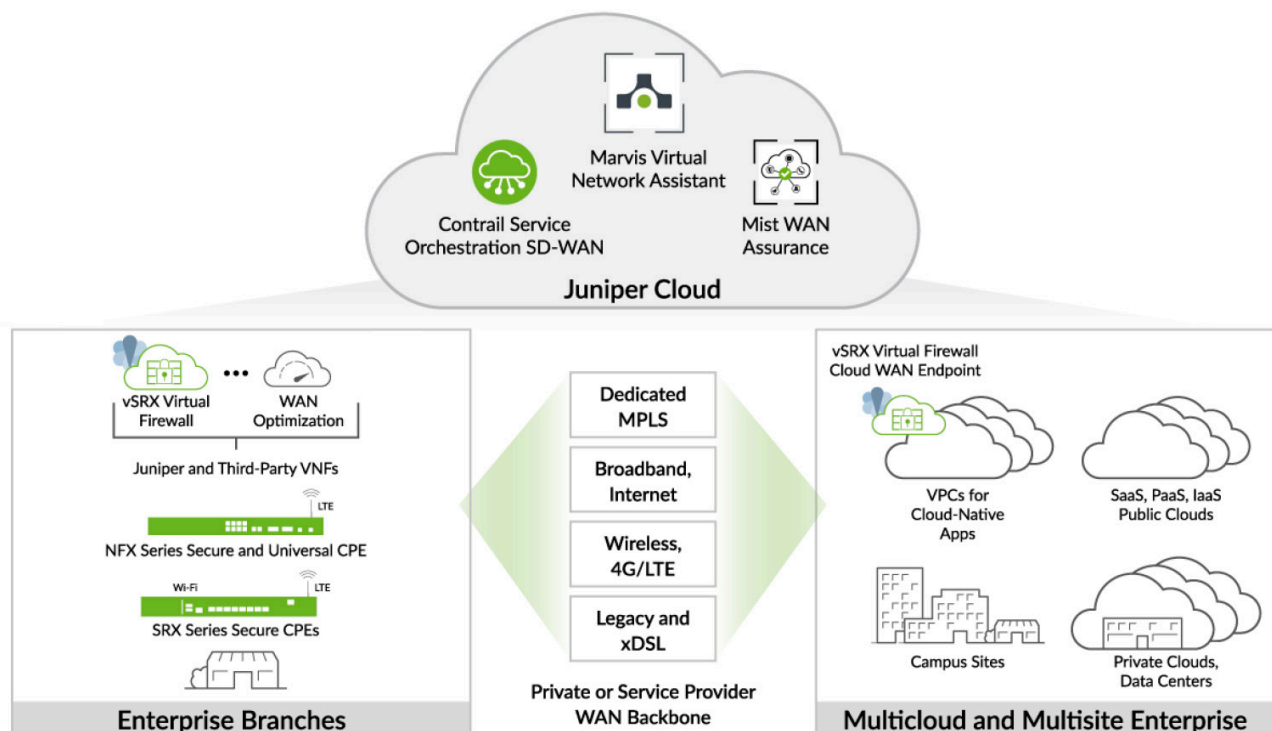 Marvis Virtual
Network Assistant
Contrail Service
Orchestration SD-WAN
Mist WAN
Assurance
Juniper Cloud
vSRX Virtual
Firewall
WAN
Optimization
Juniper and Third-Party VNFs
LTE
NFX Series Secure and Universal CPE
Wi-Fi
LTE
SRX Series Secure CPEs
Enterprise Branches
Dedicated
MPLS
Broadband,
Internet
Wireless,
4G/LTE
Legacy and
xDSL
Private or Service Provider
WAN Backbone
vSRX Virtual Firewall
Cloud WAN Endpoint
VPCs for
Cloud-Native
Apps
SaaS, PaaS, IaaS
Public Clouds
Campus Sites
Private Clouds,
Data Centers
Multicloud and Multisite Enterprise